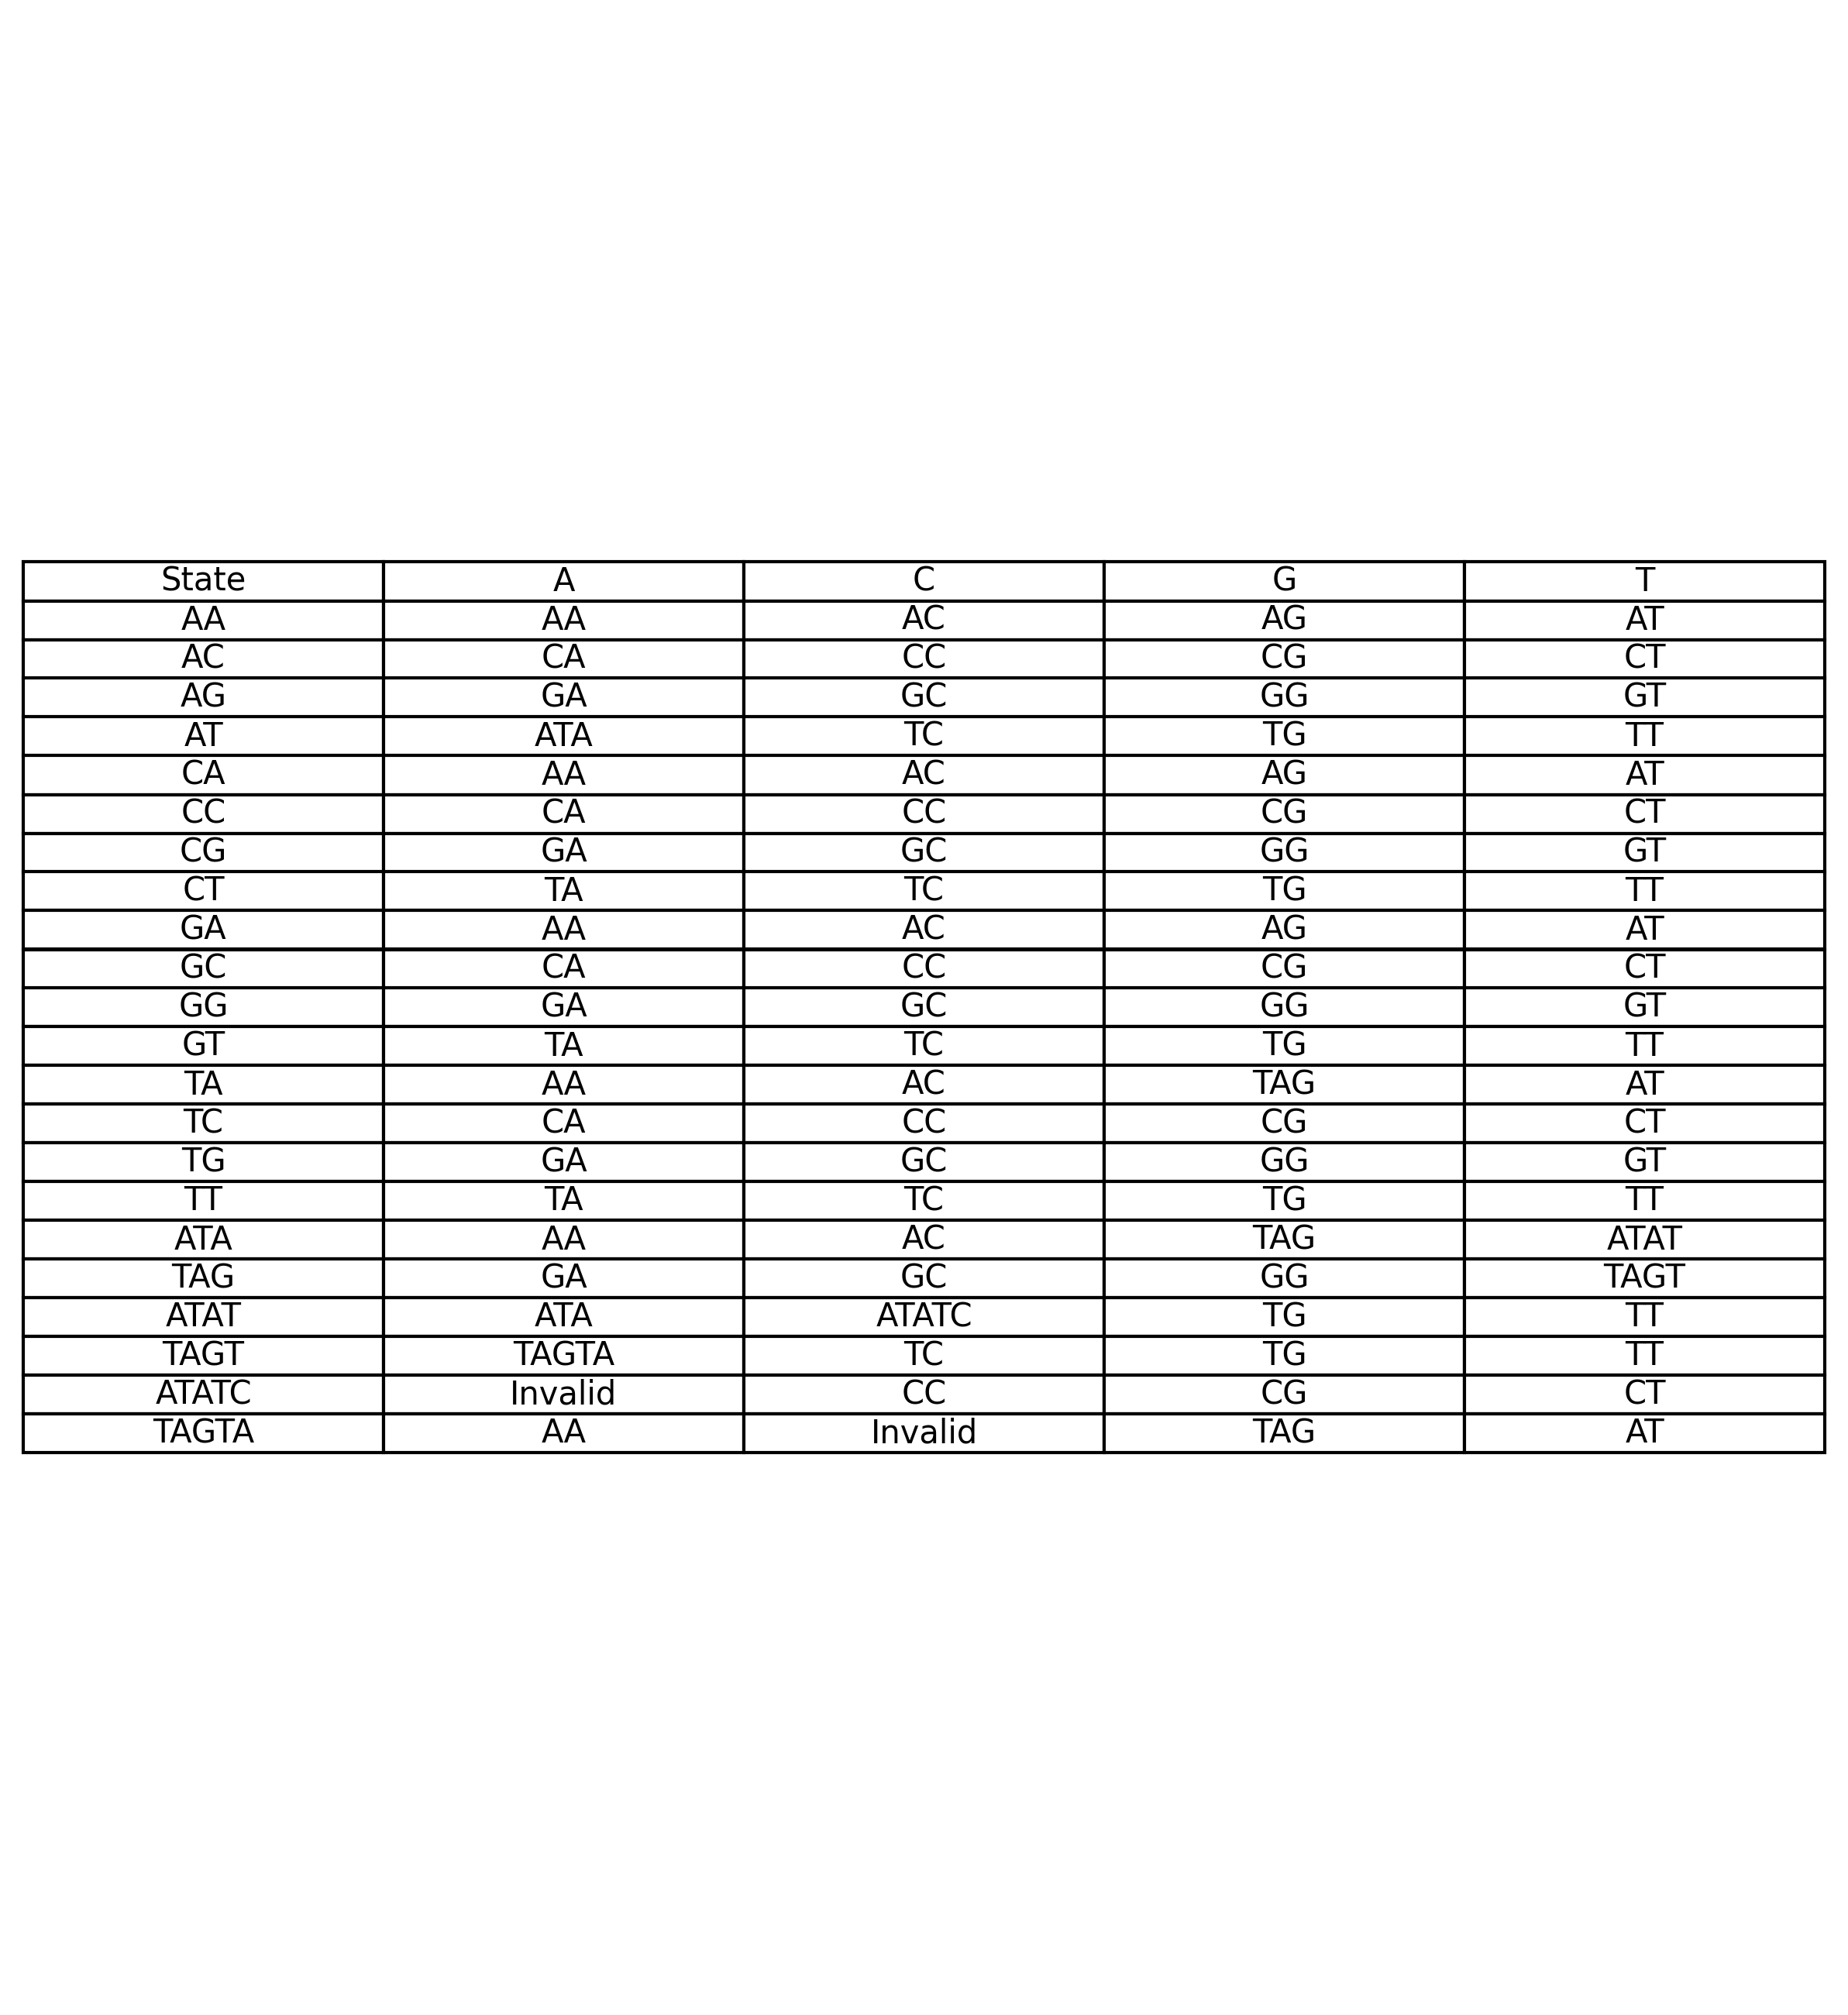 State A C G T
AA AA AC AG AT
AC CA CC CG CT
AG GA GC GG GT
AT ATA TC TG TT
CA AA AC AG AT
CC CA CC CG CT
CG GA GC GG GT
CT TA TC TG TT
GA AA AC AG AT
GC CA CC CG CT
GG GA GC GG GT
GT TA TC TG TT
TA AA AC TAG AT
TC CA CC CG CT
TG GA GC GG GT
TT TA TC TG TT
ATA AA AC TAG ATAT
TAG GA GC GG TAGT
ATAT ATA ATATC TG TT
TAGT TAGTA TC TG TT
ATATC Invalid CC CG CT
TAGTA AA Invalid TAG AT